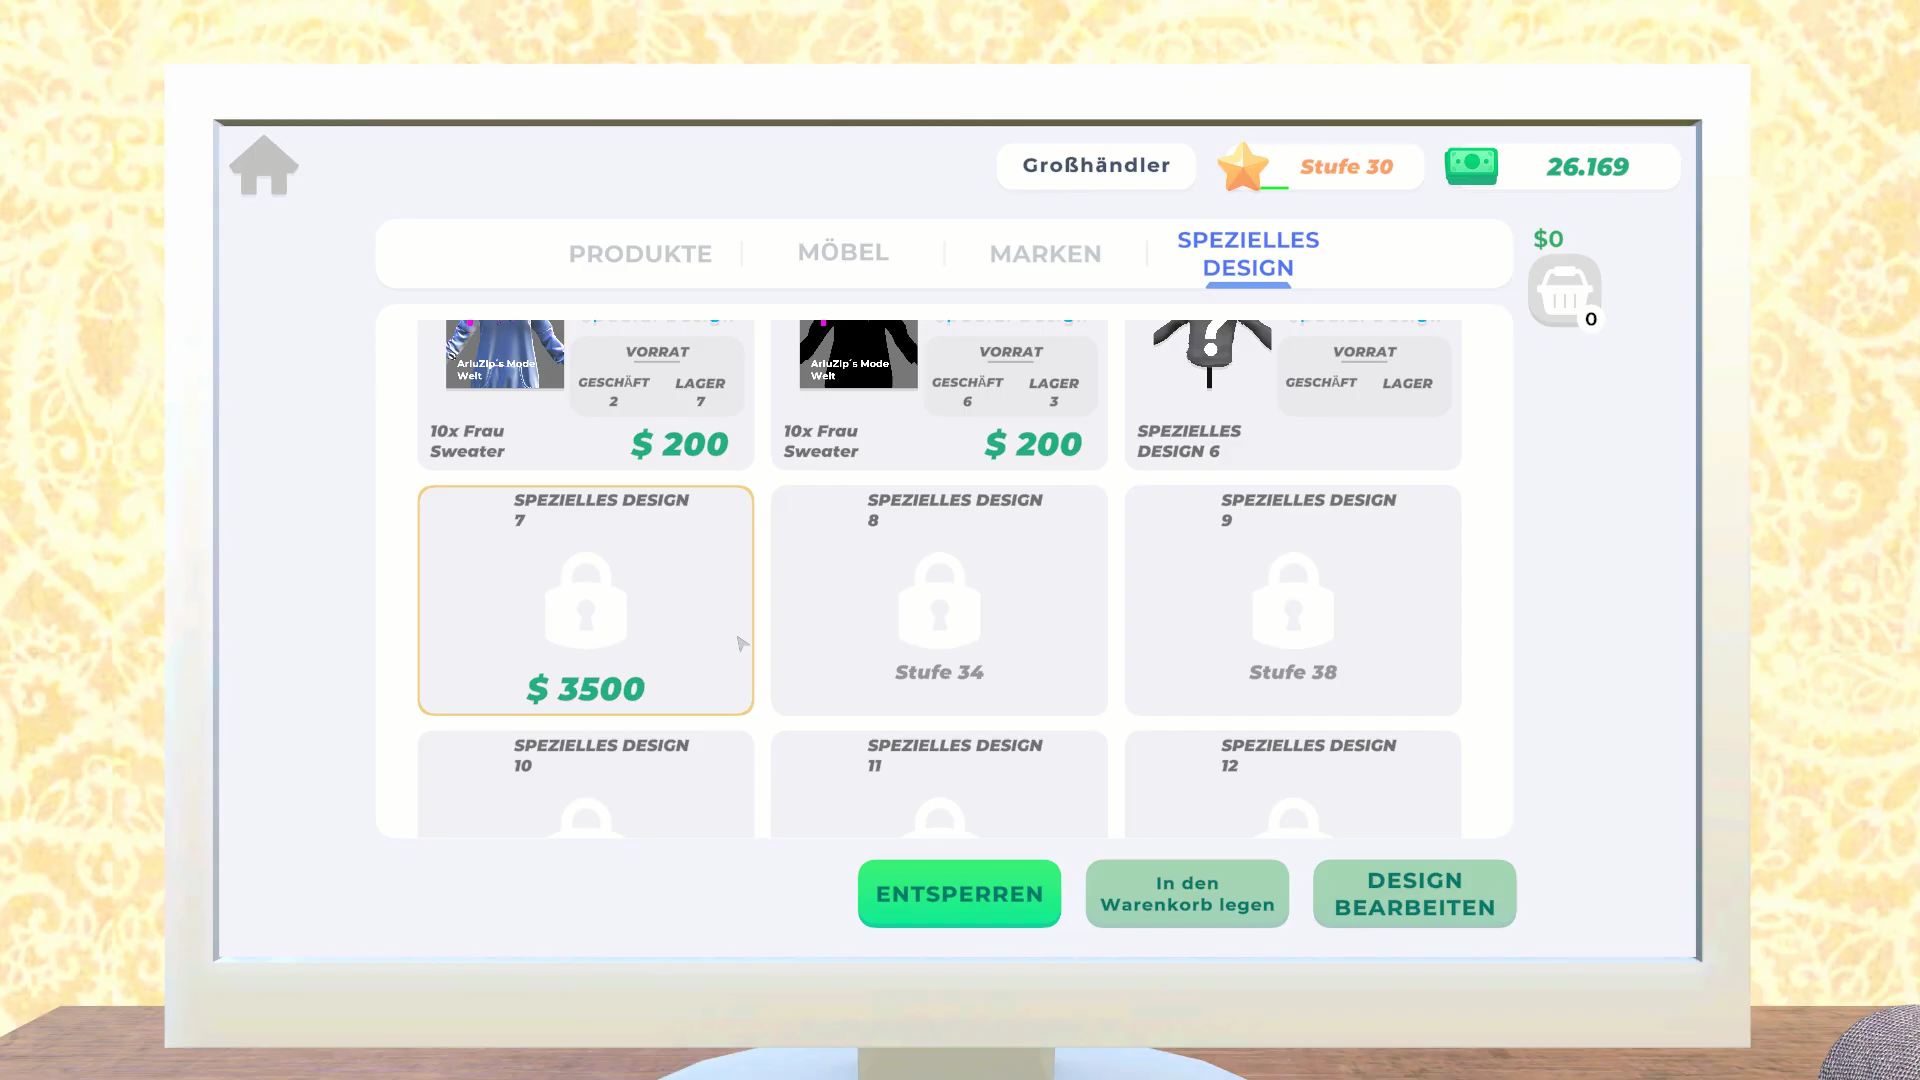 Großhändler
Stufe 30
26.169
PRODUKTE
MÖBEL
MARKEN
SPEZIELLES
DESIGN
$0
0
ArluZip´s Mode
Welt
VORRAT
GESCHÄFT
LAGER
2
7
10x Frau
Sweater
$ 200
ArluZip´s Mode
Welt
VORRAT
GESCHÄFT
LAGER
6
3
10x Frau
Sweater
$ 200
VORRAT
GESCHÄFT
LAGER
SPEZIELLES
DESIGN 6
SPEZIELLES DESIGN
7
$ 3500
SPEZIELLES DESIGN
8
Stufe 34
SPEZIELLES DESIGN
9
Stufe 38
SPEZIELLES DESIGN
10
SPEZIELLES DESIGN
11
SPEZIELLES DESIGN
12
ENTSPERREN
In den
Warenkorb legen
DESIGN
BEARBEITEN